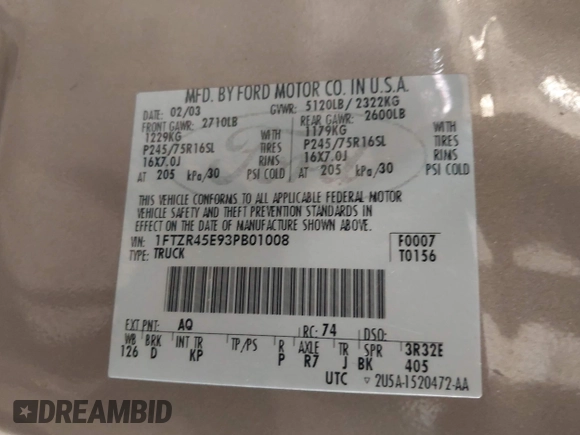 MFD. BY FORD MOTOR CO. IN U.S.A.
DATE: 02/03 GVWR: 5120LB/ 2322KG
FRONT GAWR: 2710LB REAR GAWR: 2600LB
1229KG WITH 1179KG WITH
P245/75R16SL TIRES P245/75R16SL TIRES
16X7.0J RIMS 16X7.0J RIMS
AT 205 kPa/30 PSI COLD AT 205 kPa/30 PSI COLD
THIS VEHICLE CONFORMS TO ALL APPLICABLE FEDERAL MOTOR
VEHICLE SAFETY AND THEFT PREVENTION STANDARDS IN
EFFECT ON THE DATE OF MANUFACTURE SHOWN ABOVE.
VIN: 1FTZR45E93PB01008 F0007
TYPE: TRUCK T0156
EXT PNT: AQ RC: 74 DSO:
WB BRK INT TR TP/PS R AXLE TR SPR 3R32E
126 D KP P R7 J BK 405
UTC ▽ 2U5A-1520472-AA
Ford
DREAMBID